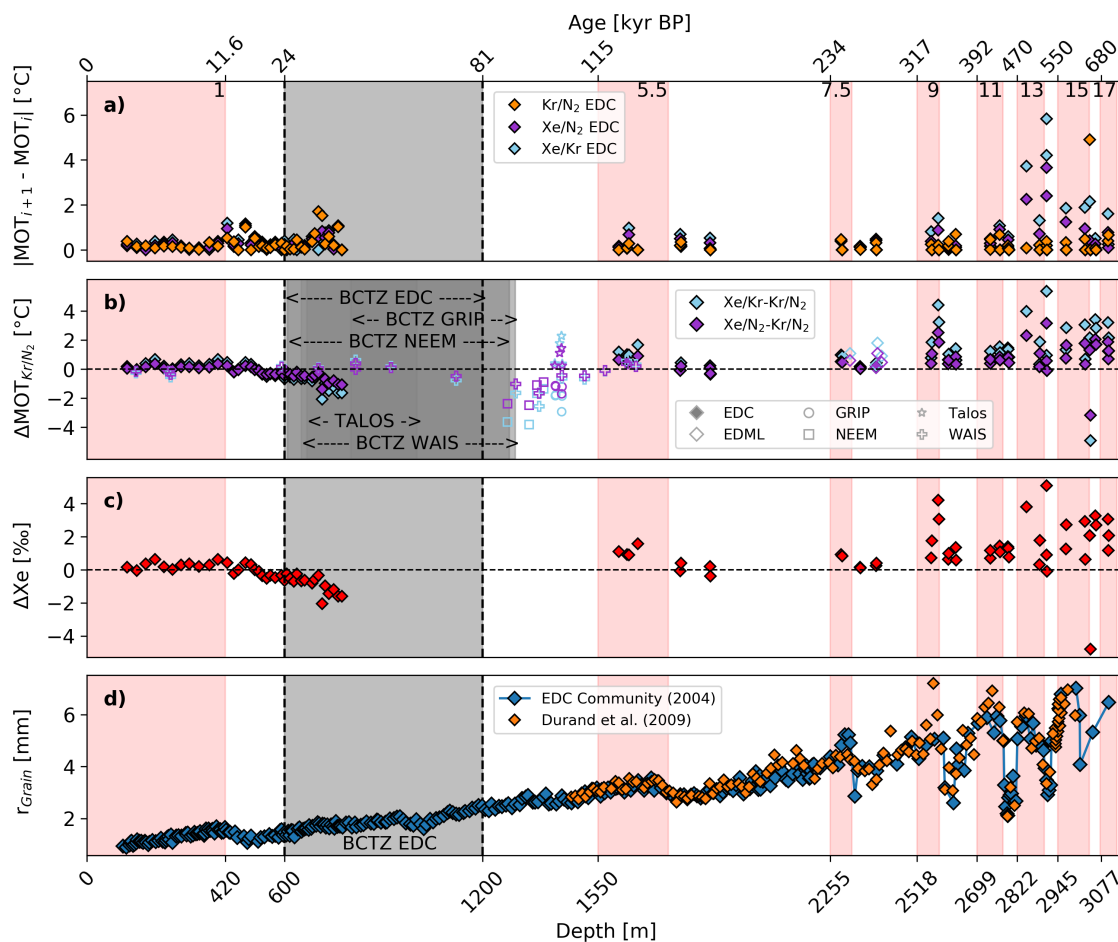 Age [kyr BP]
0 11.6 24 81 115 234 317 392 470 550 680
1 5.5 7.5 9 11 13 15 17
a)
Kr/N₂ EDC
Xe/N₂ EDC
Xe/Kr EDC
|MOTᵢ₊₁ - MOTᵢ| [°C]
6
4
2
0
b)
<----- BCTZ EDC ---->
<-- BCTZ GRIP -->
<-- BCTZ NEEM --->
<- TALOS -->
<--- BCTZ WAIS --->
Xe/Kr-Kr/N₂
Xe/N₂-Kr/N₂
EDC GRIP Talos
EDML NEEM WAIS
ΔMOT_Kr/N₂ [°C]
4
2
0
−2
−4
c)
ΔXe [‰]
4
2
0
−2
−4
d)
EDC Community (2004)
Durand et al. (2009)
BCTZ EDC
r_Grain [mm]
6
4
2
0 420 600 1200 1550 2255 2518 2699 2822 2945 3077
Depth [m]